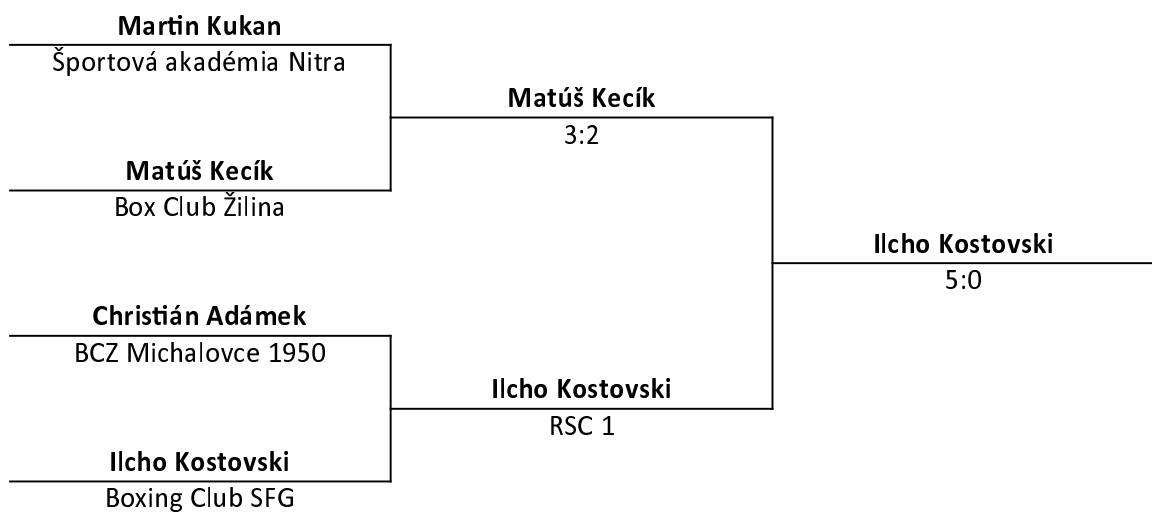 Martin Kukan
Športová akadémia Nitra
Matúš Kecík
3:2
Matúš Kecík
Box Club Žilina
Ilcho Kostovski
5:0
Christián Adámek
BCZ Michalovce 1950
Ilcho Kostovski
RSC 1
Ilcho Kostovski
Boxing Club SFG